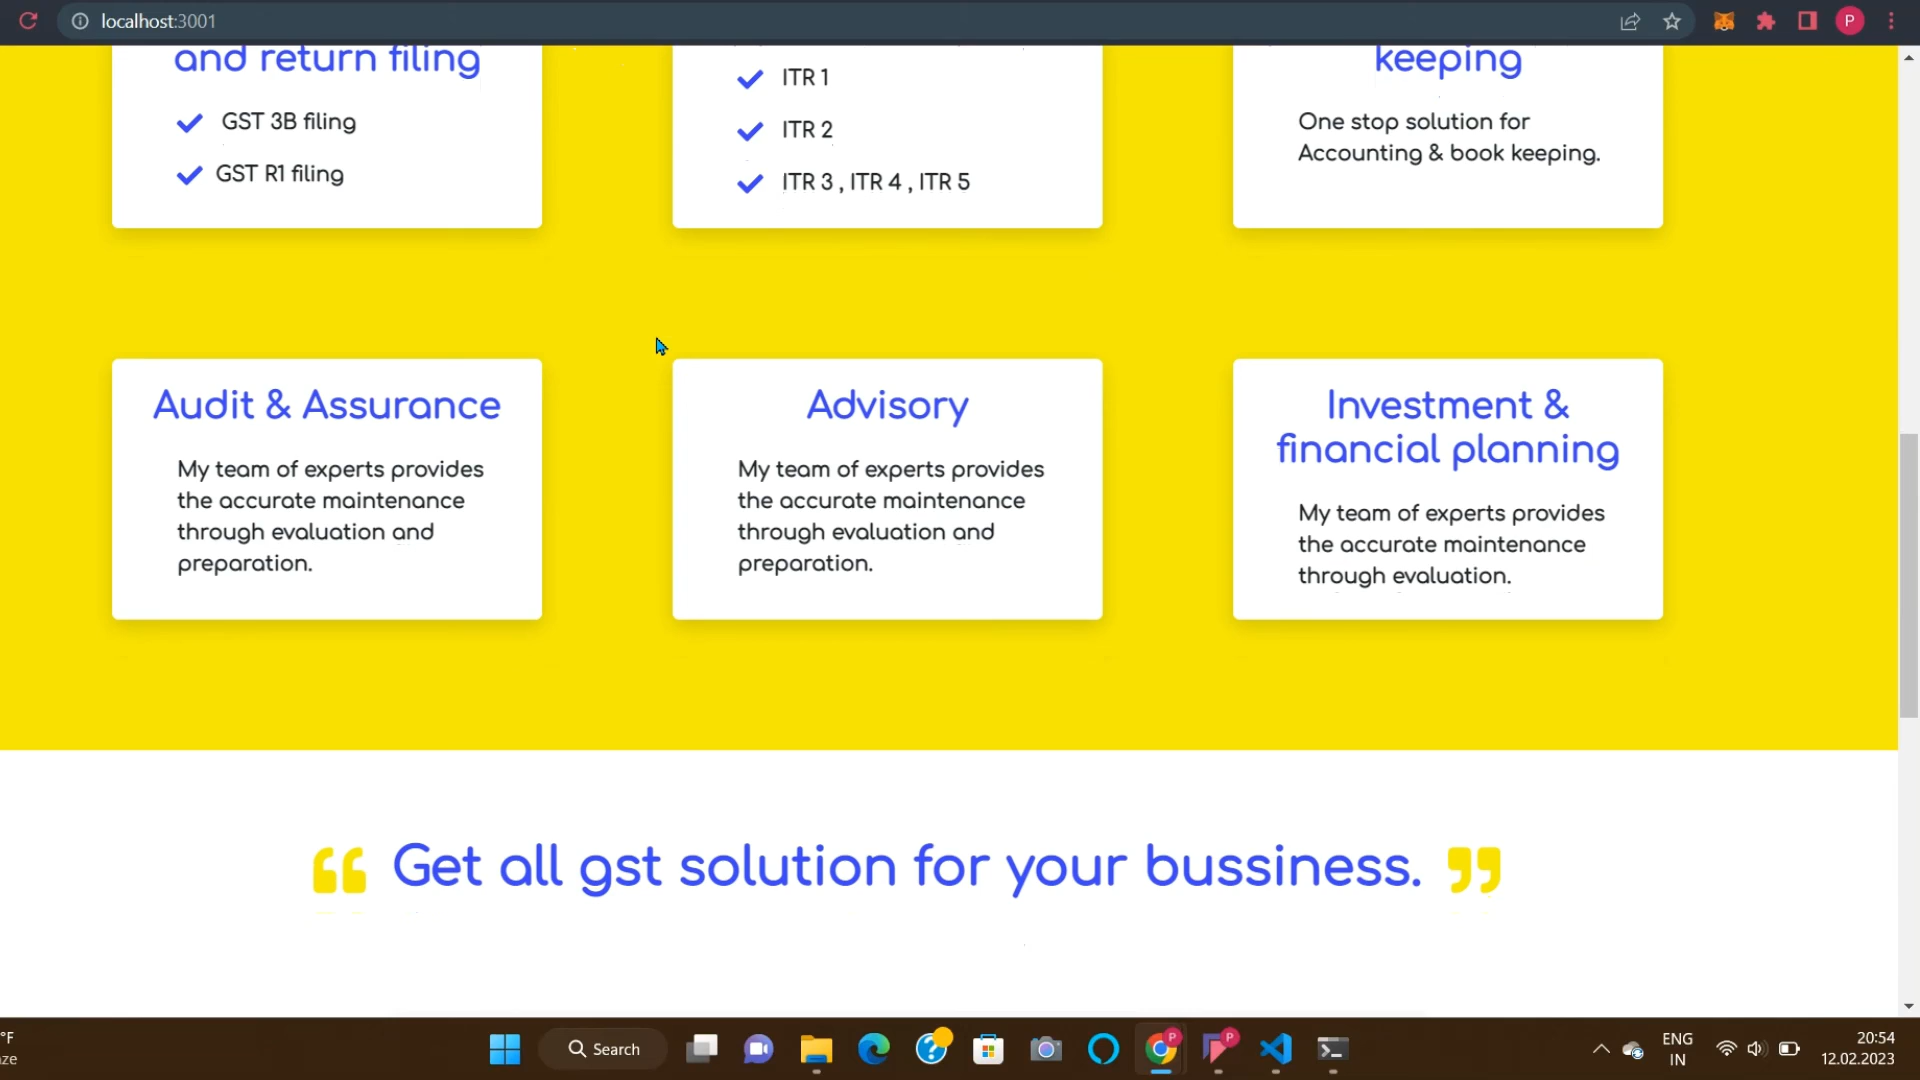 localhost:3001
P
and return filing
GST 3B filing
GST R1 filing
ITR 1
ITR 2
ITR 3 , ITR 4 , ITR 5
keeping
One stop solution for
Accounting & book keeping.
Audit & Assurance
My team of experts provides
the accurate maintenance
through evaluation and
preparation.
Advisory
My team of experts provides
the accurate maintenance
through evaluation and
preparation.
Investment &
financial planning
My team of experts provides
the accurate maintenance
through evaluation.
“ Get all gst solution for your bussiness. ”
°F
aze
Search
P
P
ENG
IN
20:54
12.02.2023